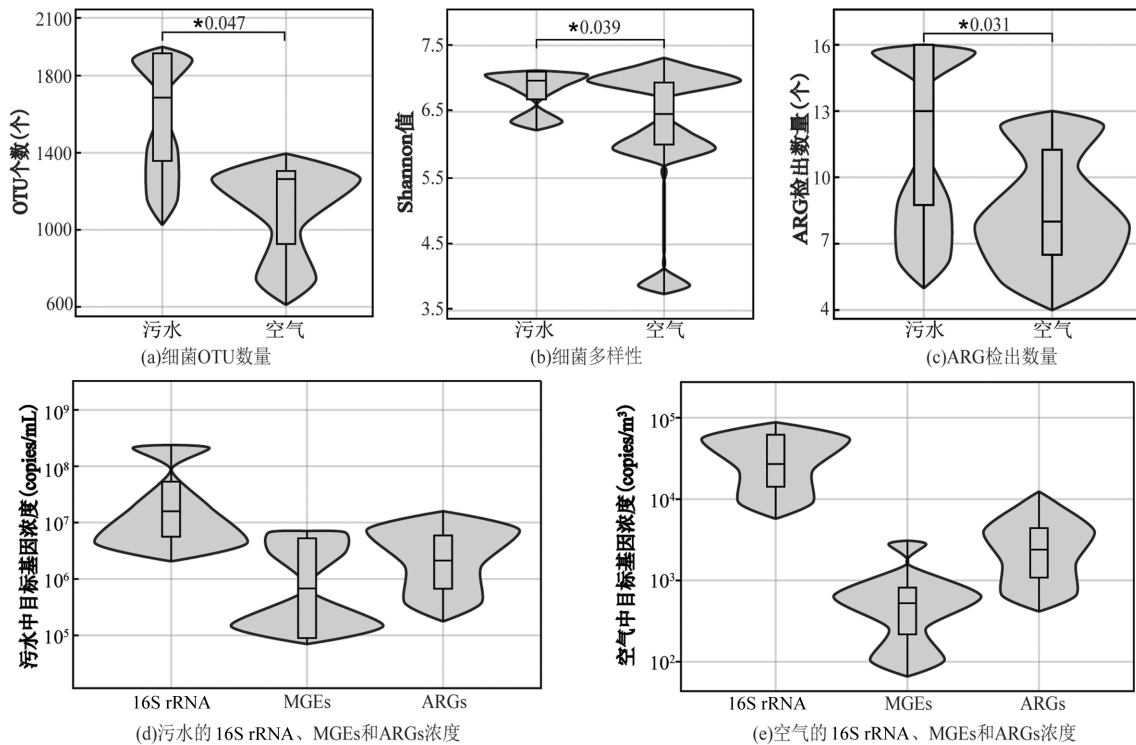 OTU个数(个)
2100
1800
1400
1000
600
*0.047
污水
空气
(a)细菌OTU数量
Shannon值
7.5
6.5
5.5
4.5
3.5
*0.039
污水
空气
(b)细菌多样性
ARG检出数量(个)
16
13
10
7
4
*0.031
污水
空气
(c)ARG检出数量
污水中目标基因浓度(copies/mL)
10⁹
10⁸
10⁷
10⁶
10⁵
16S rRNA
MGEs
ARGs
(d)污水的16S rRNA、MGEs和ARGs浓度
空气中目标基因浓度(copies/m³)
10⁵
10⁴
10³
10²
16S rRNA
MGEs
ARGs
(e)空气的16S rRNA、MGEs和ARGs浓度